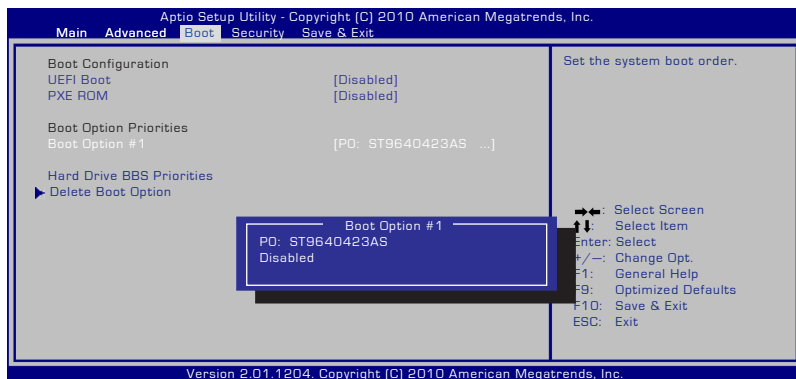 Aptio Setup Utility - Copyright (C) 2010 American Megatrends, Inc.
Main Advanced Boot Security Save & Exit
Boot Configuration
UEFI Boot [Disabled]
PXE ROM [Disabled]
Boot Option Priorities
Boot Option #1 [P0: ST9640423AS ...]
Hard Drive BBS Priorities
Delete Boot Option
Boot Option #1
P0: ST9640423AS
Disabled
Set the system boot order.
: Select Screen
: Select Item
Enter: Select
+/—: Change Opt.
F1: General Help
F9: Optimized Defaults
F10: Save & Exit
ESC: Exit
Version 2.01.1204. Copyright (C) 2010 American Megatrends, Inc.